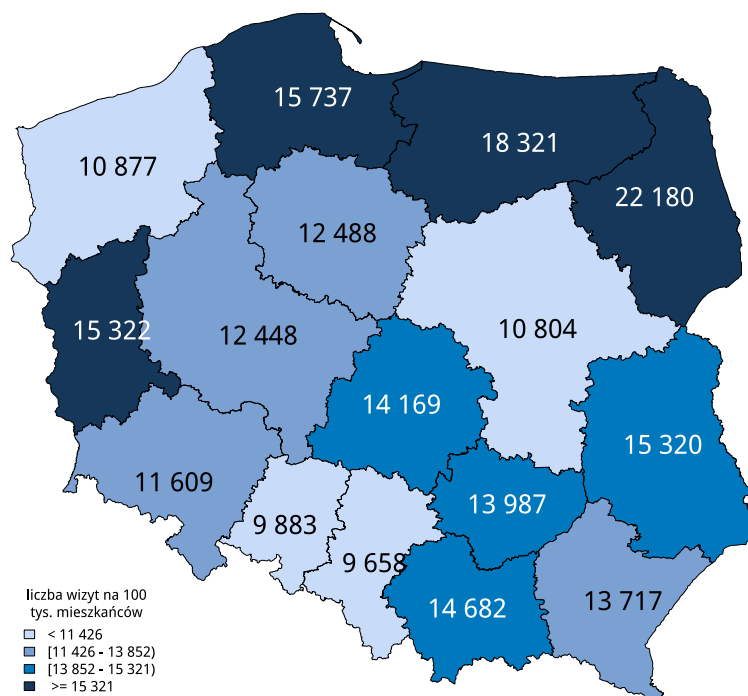 15 737
18 321
10 877
22 180
12 488
15 322
12 448
10 804
14 169
15 320
11 609
13 987
9 883
9 658
13 717
14 682
liczba wizyt na 100
tys. mieszkańców
< 11 426
[11 426 - 13 852)
[13 852 - 15 321)
>= 15 321